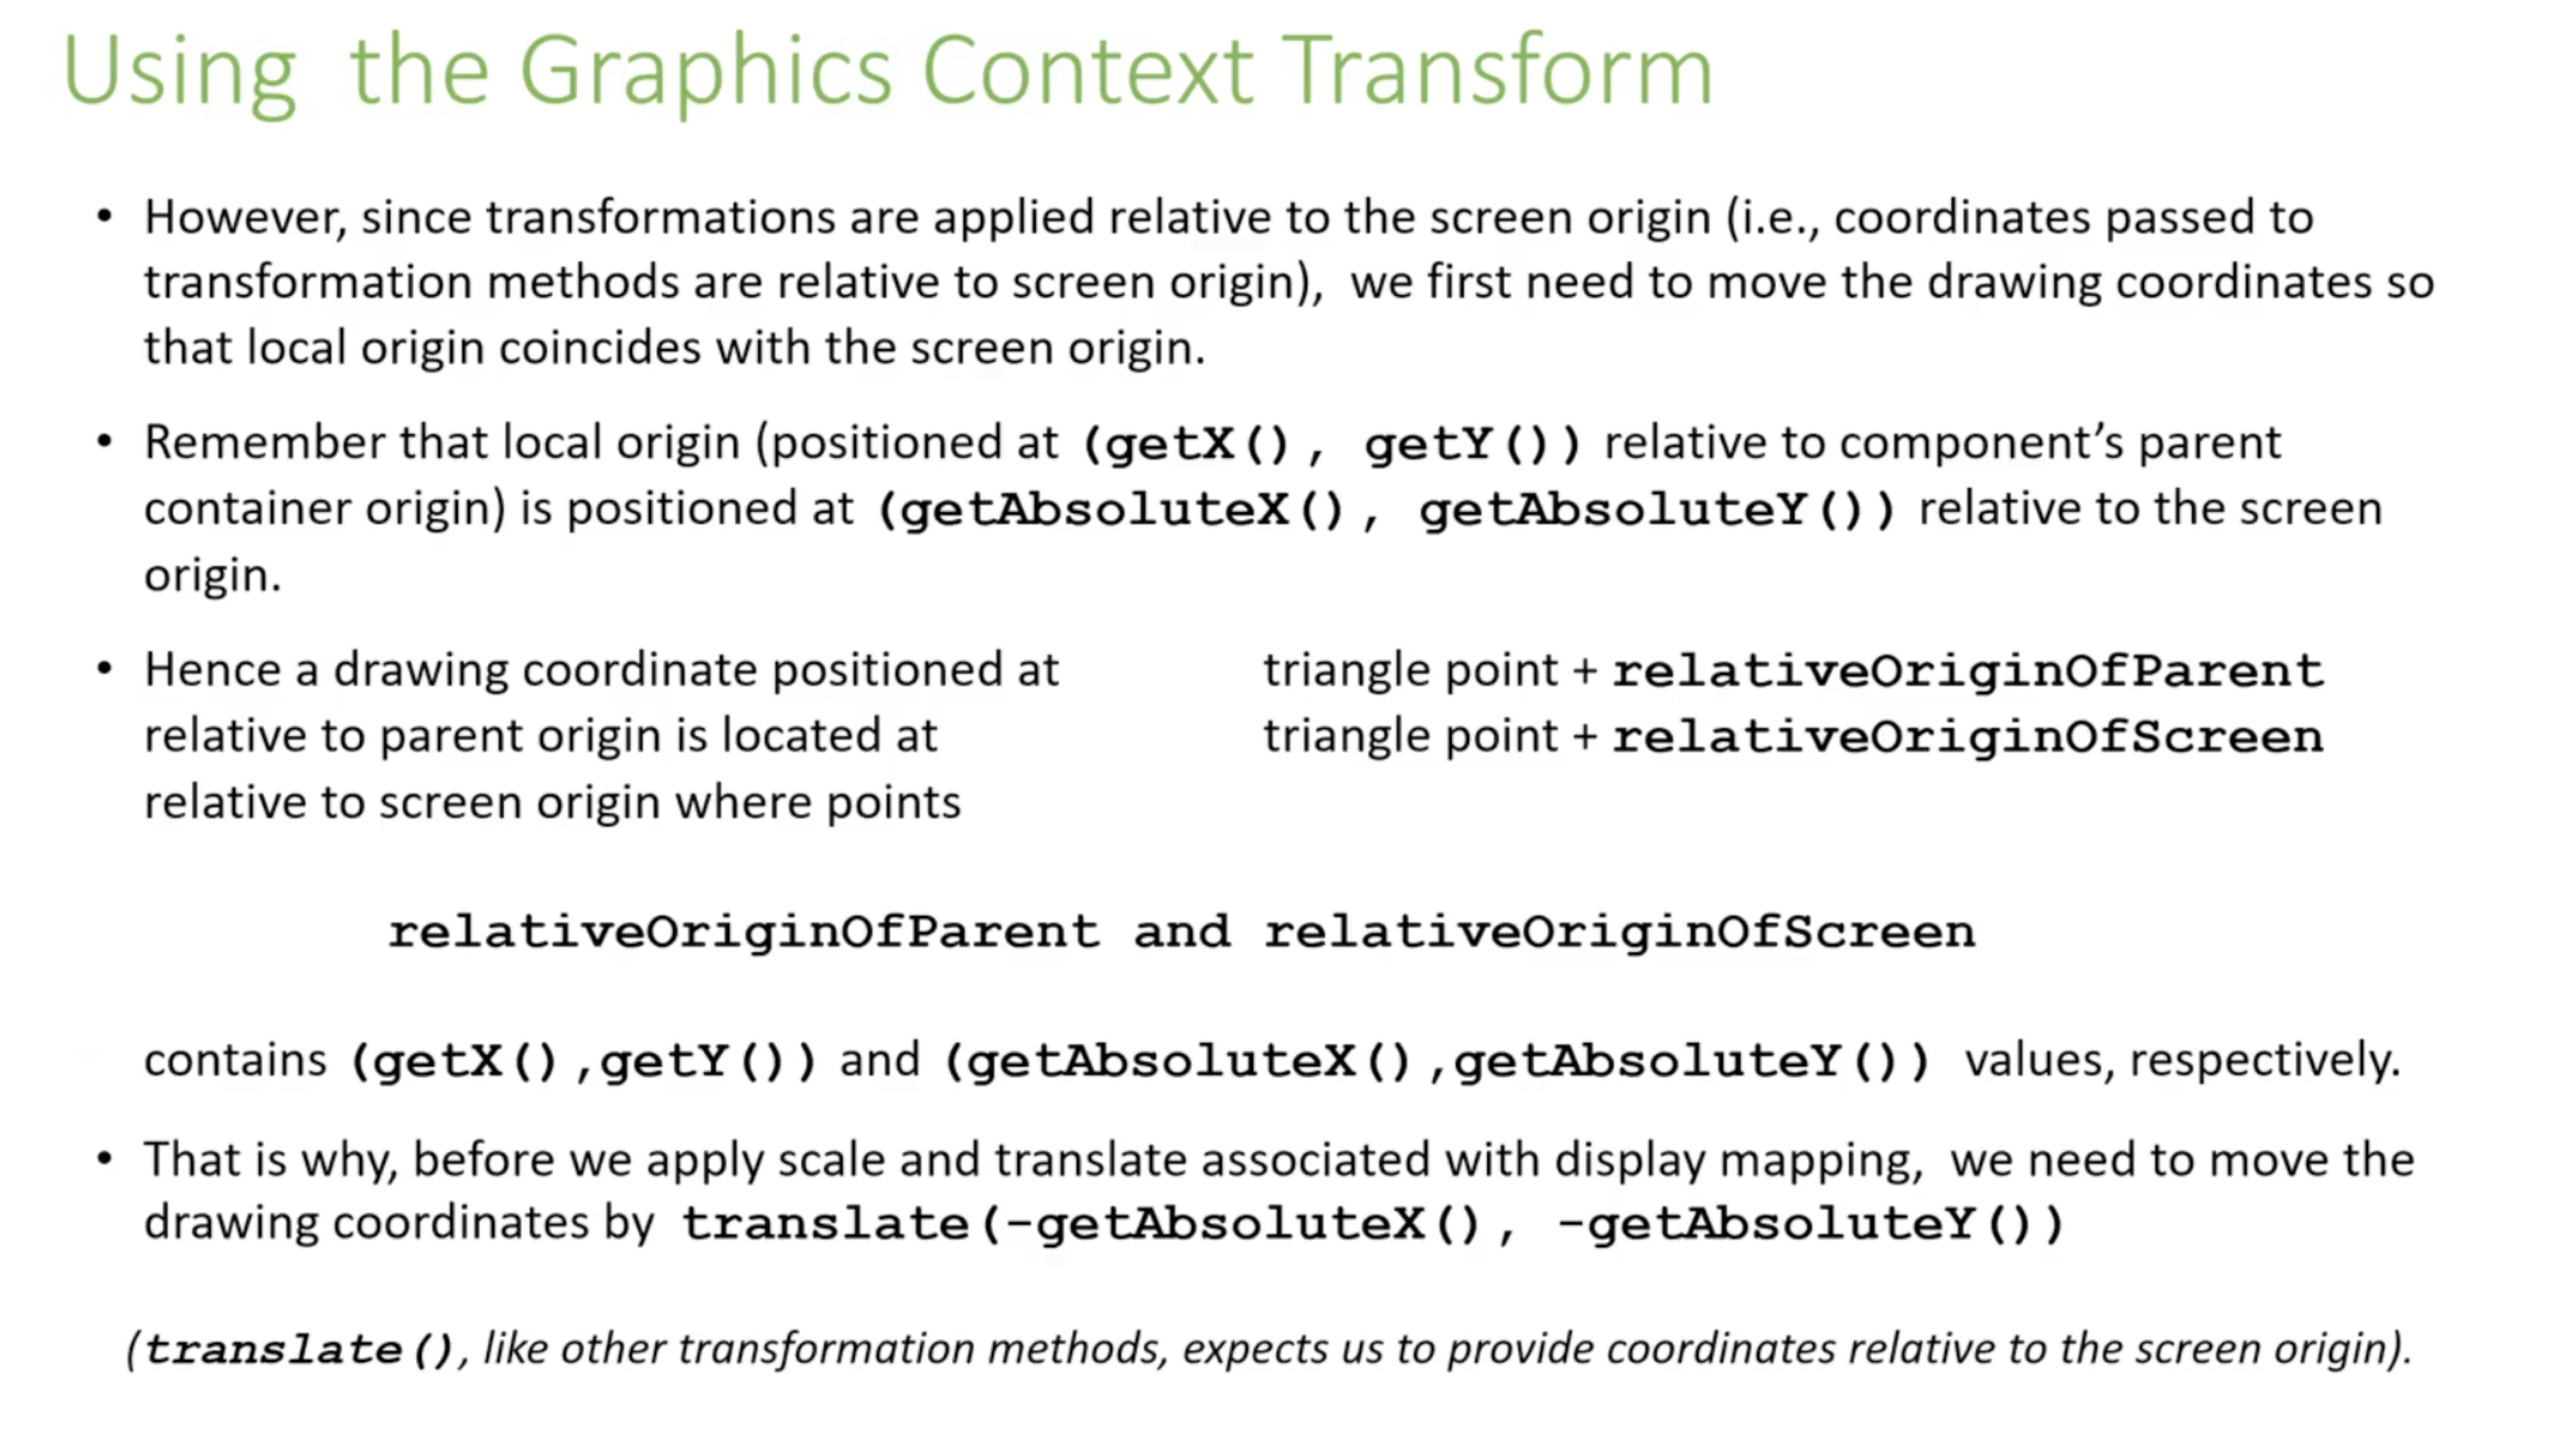 Using the Graphics Context Transform
• However, since transformations are applied relative to the screen origin (i.e., coordinates passed to
transformation methods are relative to screen origin), we first need to move the drawing coordinates so
that local origin coincides with the screen origin.
• Remember that local origin (positioned at (getX(), getY()) relative to component's parent
container origin) is positioned at (getAbsoluteX(), getAbsoluteY()) relative to the screen
origin.
• Hence a drawing coordinate positioned at triangle point + relativeOriginOfParent
relative to parent origin is located at triangle point + relativeOriginOfScreen
relative to screen origin where points
relativeOriginOfParent and relativeOriginOfScreen
contains (getX(),getY()) and (getAbsoluteX(),getAbsoluteY()) values, respectively.
• That is why, before we apply scale and translate associated with display mapping, we need to move the
drawing coordinates by translate(-getAbsoluteX(), -getAbsoluteY())
(translate(), like other transformation methods, expects us to provide coordinates relative to the screen origin).